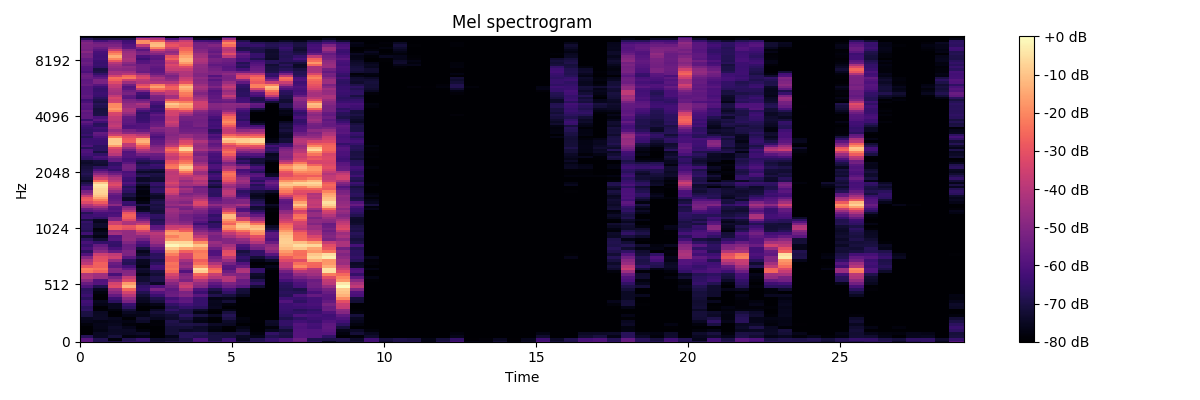 Mel spectrogram
8192
4096
2048
1024
512
0
Hz
0 5 10 15 20 25
Time
+0 dB
-10 dB
-20 dB
-30 dB
-40 dB
-50 dB
-60 dB
-70 dB
-80 dB